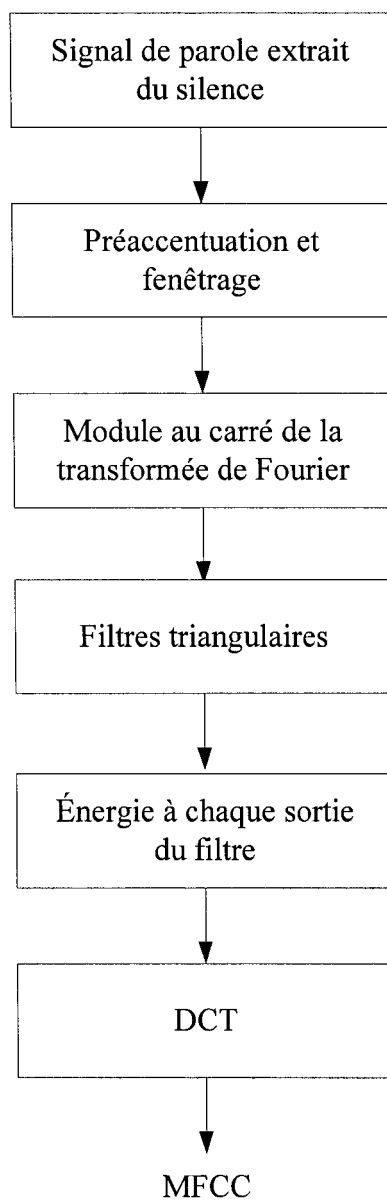 Signal de parole extrait
du silence
Préaccentuation et
fenêtrage
Module au carré de la
transformée de Fourier
Filtres triangulaires
Énergie à chaque sortie
du filtre
DCT
MFCC